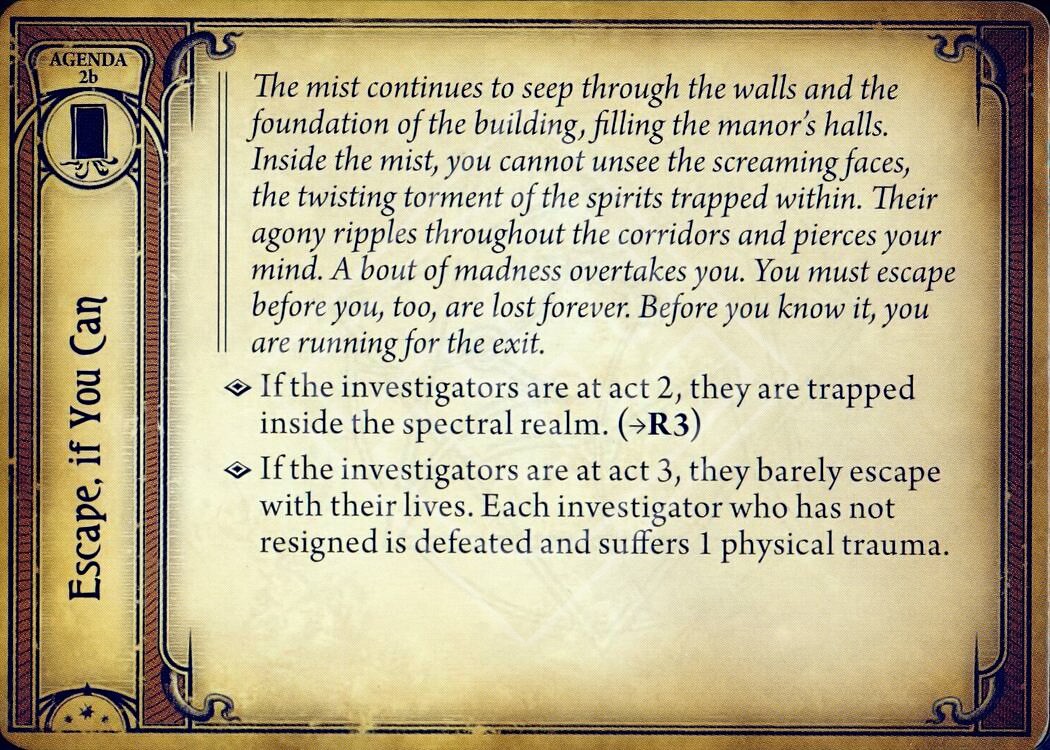 AGENDA
2b
Escape, if You Can
The mist continues to seep through the walls and the
foundation of the building, filling the manor's halls.
Inside the mist, you cannot unsee the screaming faces,
the twisting torment of the spirits trapped within. Their
agony ripples throughout the corridors and pierces your
mind. A bout of madness overtakes you. You must escape
before you, too, are lost forever. Before you know it, you
are running for the exit.
If the investigators are at act 2, they are trapped
inside the spectral realm. (→R3)
If the investigators are at act 3, they barely escape
with their lives. Each investigator who has not
resigned is defeated and suffers 1 physical trauma.